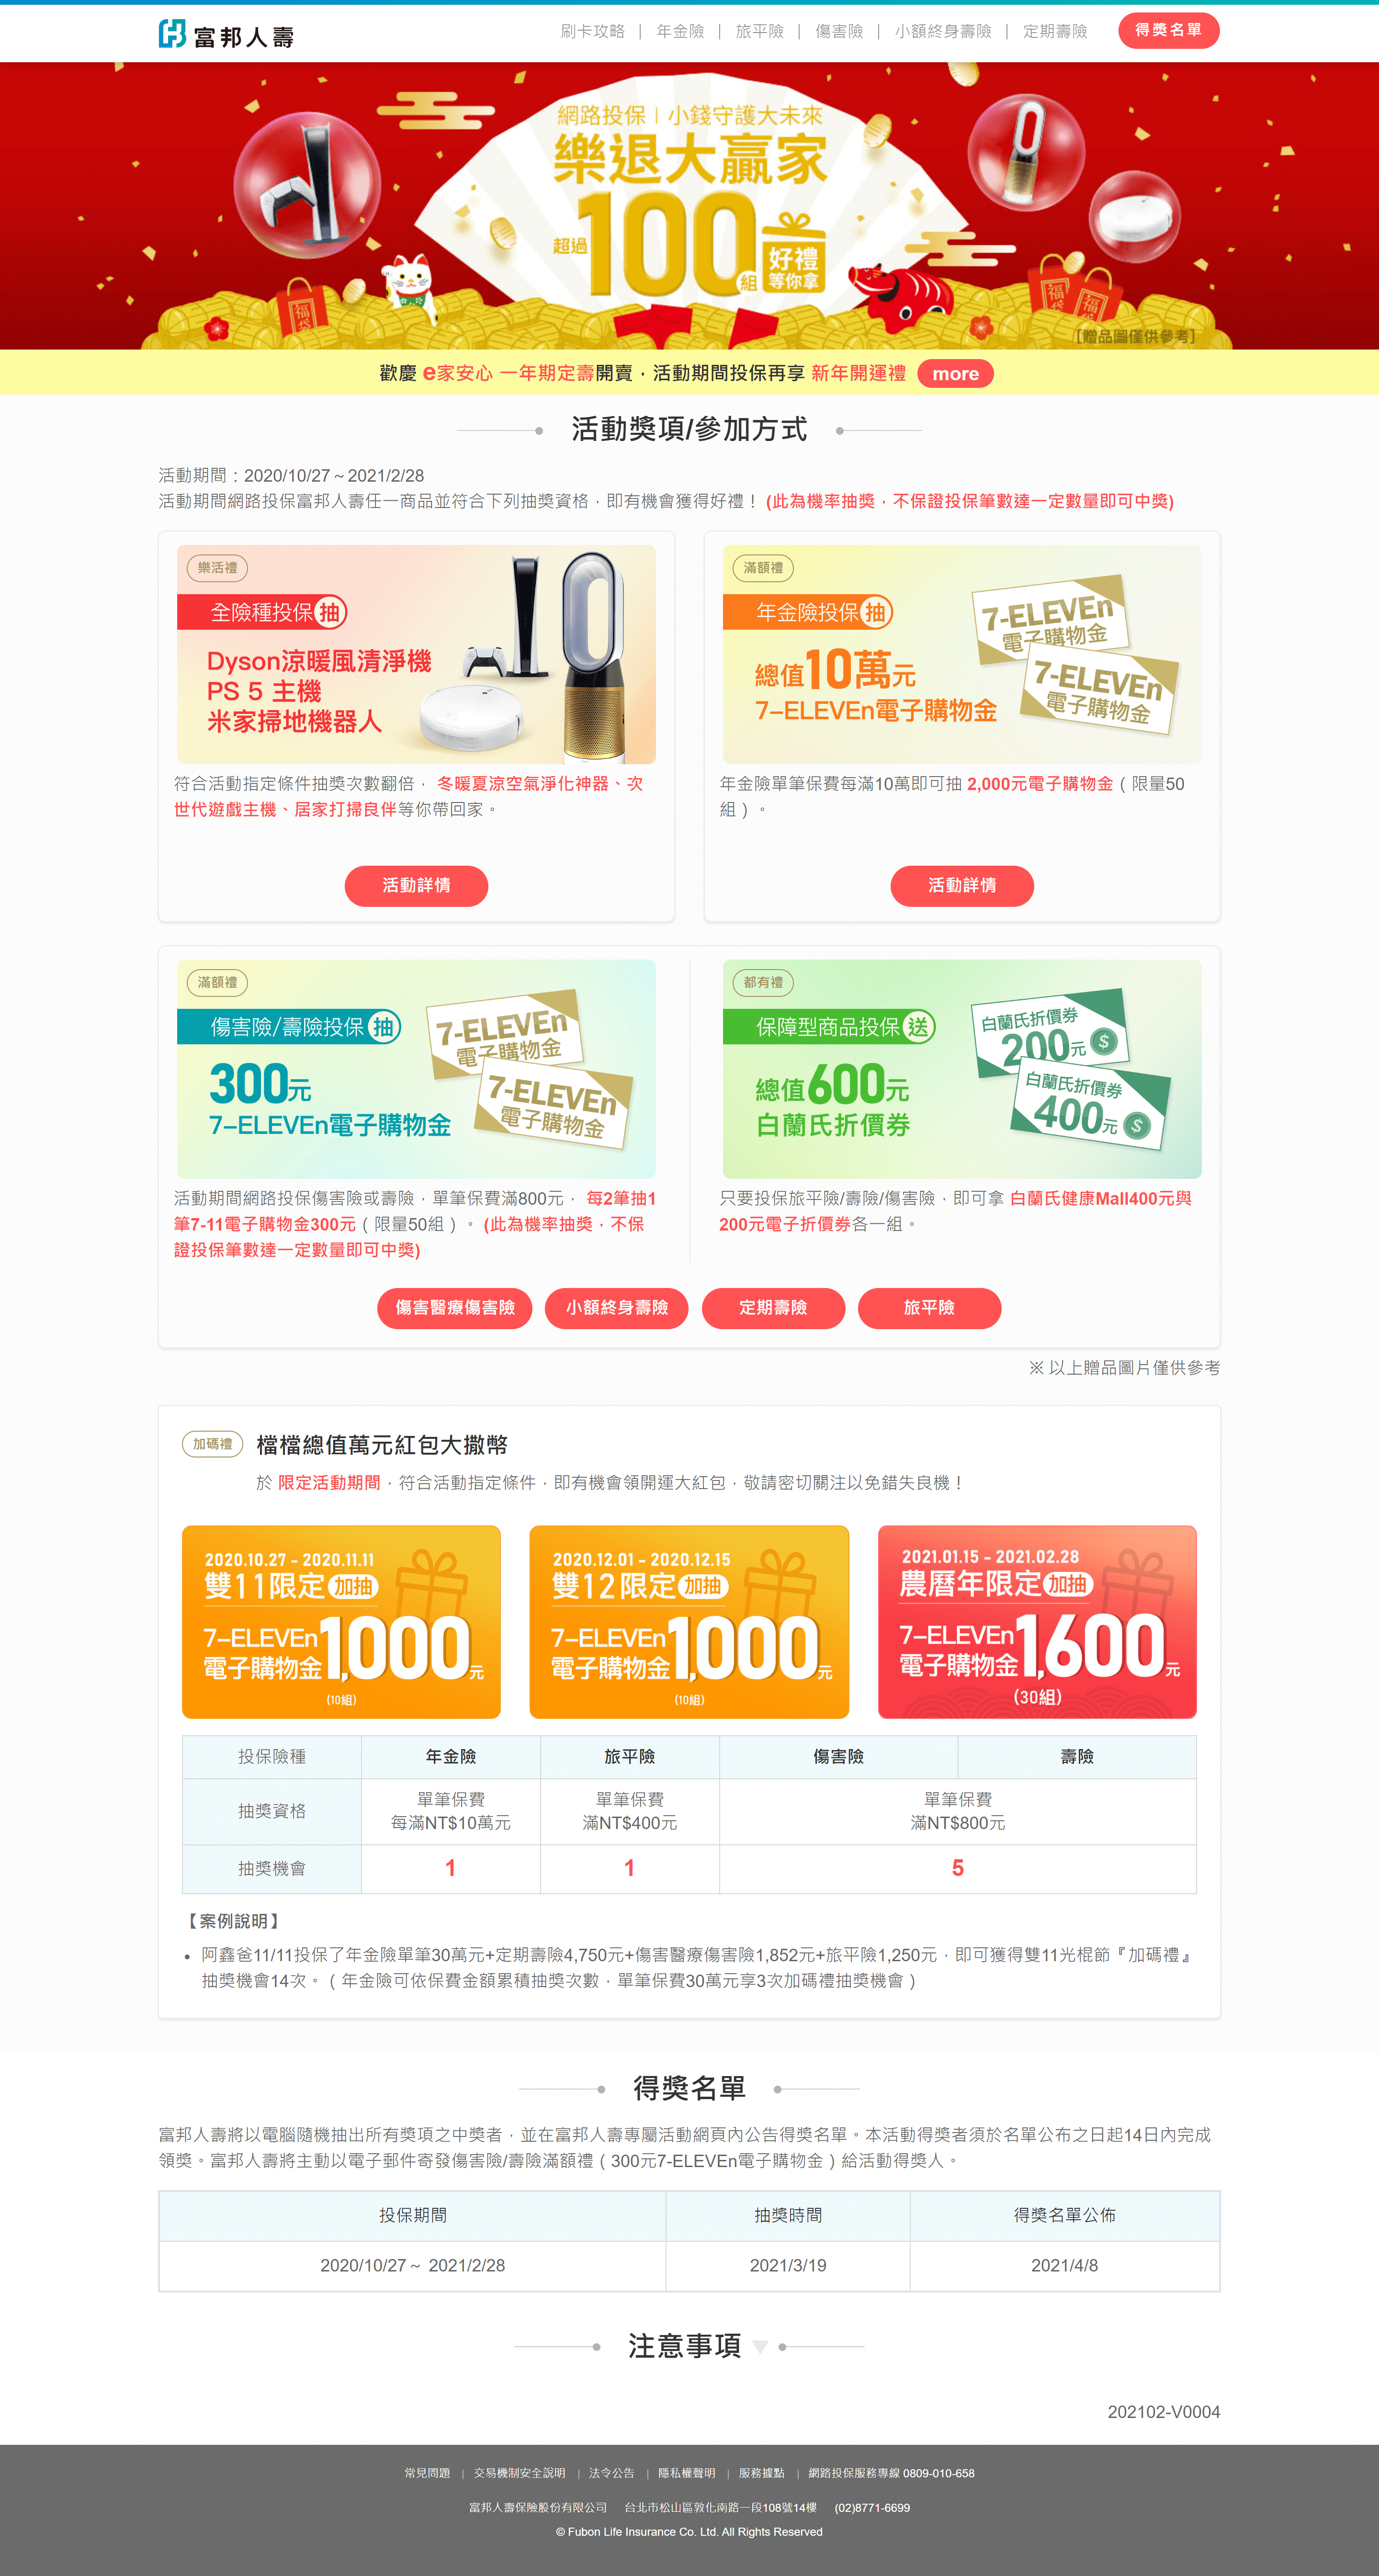 富邦人壽
刷卡攻略 | 年金險 | 旅平險 | 傷害險 | 小額終身壽險 | 定期壽險
得獎名單
網路投保 | 小錢守護大未來
樂退大贏家
超過100組好禮等你拿
福袋
福袋
福袋
[贈品圖僅供參考]
歡慶 e家安心 一年期定壽開賣，活動期間投保再享 新年開運禮 more
活動獎項/參加方式
活動期間：2020/10/27～2021/2/28
活動期間網路投保富邦人壽任一商品並符合下列抽獎資格，即有機會獲得好禮！(此為機率抽獎，不保證投保筆數達一定數量即可中獎)
樂活禮
全險種投保抽
Dyson涼暖風清淨機
PS 5 主機
米家掃地機器人
符合活動指定條件抽獎次數翻倍， 冬暖夏涼空氣淨化神器、次
世代遊戲主機、居家打掃良伴等你帶回家。
活動詳情
滿額禮
年金險投保抽
總值10萬元
7-ELEVEn電子購物金
7-ELEVEn
電子購物金
7-ELEVEn
電子購物金
年金險單筆保費每滿10萬即可抽 2,000元電子購物金（限量50
組）。
活動詳情
滿額禮
傷害險/壽險投保抽
300元
7-ELEVEn電子購物金
7-ELEVEn
電子購物金
7-ELEVEn
電子購物金
活動期間網路投保傷害險或壽險，單筆保費滿800元， 每2筆抽1
筆7-11電子購物金300元（限量50組）。(此為機率抽獎，不保
證投保筆數達一定數量即可中獎)
都有禮
保障型商品投保送
總值600元
白蘭氏折價券
白蘭氏折價券
200元 $
白蘭氏折價券
400元 $
只要投保旅平險/壽險/傷害險，即可拿 白蘭氏健康Mall400元與
200元電子折價券各一組。
傷害醫療傷害險
小額終身壽險
定期壽險
旅平險
※ 以上贈品圖片僅供參考
加碼禮 檔檔總值萬元紅包大撒幣
於 限定活動期間，符合活動指定條件，即有機會領開運大紅包，敬請密切關注以免錯失良機！
2020.10.27 - 2020.11.11
雙11限定加抽
7-ELEVEn
電子購物金1,000元
(10組)
2020.12.01 - 2020.12.15
雙12限定加抽
7-ELEVEn
電子購物金1,000元
(10組)
2021.01.15 - 2021.02.28
農曆年限定加抽
7-ELEVEn
電子購物金1,600元
(30組)
投保險種 年金險 旅平險 傷害險 壽險
抽獎資格 單筆保費 單筆保費 單筆保費
每滿NT$10萬元 滿NT$400元 滿NT$800元
抽獎機會 1 1 5
【案例說明】
• 阿鑫爸11/11投保了年金險單筆30萬元+定期壽險4,750元+傷害醫療傷害險1,852元+旅平險1,250元，即可獲得雙11光棍節『加碼禮』
抽獎機會14次。（年金險可依保費金額累積抽獎次數，單筆保費30萬元享3次加碼禮抽獎機會）
得獎名單
富邦人壽將以電腦隨機抽出所有獎項之中獎者，並在富邦人壽專屬活動網頁內公告得獎名單。本活動得獎者須於名單公布之日起14日內完成
領獎。富邦人壽將主動以電子郵件寄發傷害險/壽險滿額禮（300元7-ELEVEn電子購物金）給活動得獎人。
投保期間 抽獎時間 得獎名單公佈
2020/10/27～ 2021/2/28 2021/3/19 2021/4/8
注意事項
202102-V0004
常見問題 | 交易機制安全說明 | 法令公告 | 隱私權聲明 | 服務據點 | 網路投保服務專線 0809-010-658
富邦人壽保險股份有限公司 台北市松山區敦化南路一段108號14樓 (02)8771-6699
© Fubon Life Insurance Co. Ltd. All Rights Reserved